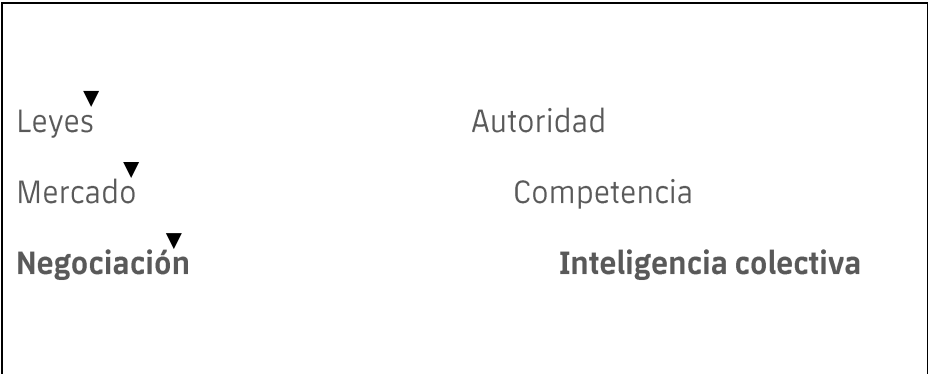 Leyes Autoridad
Mercado Competencia
Negociación Inteligencia colectiva